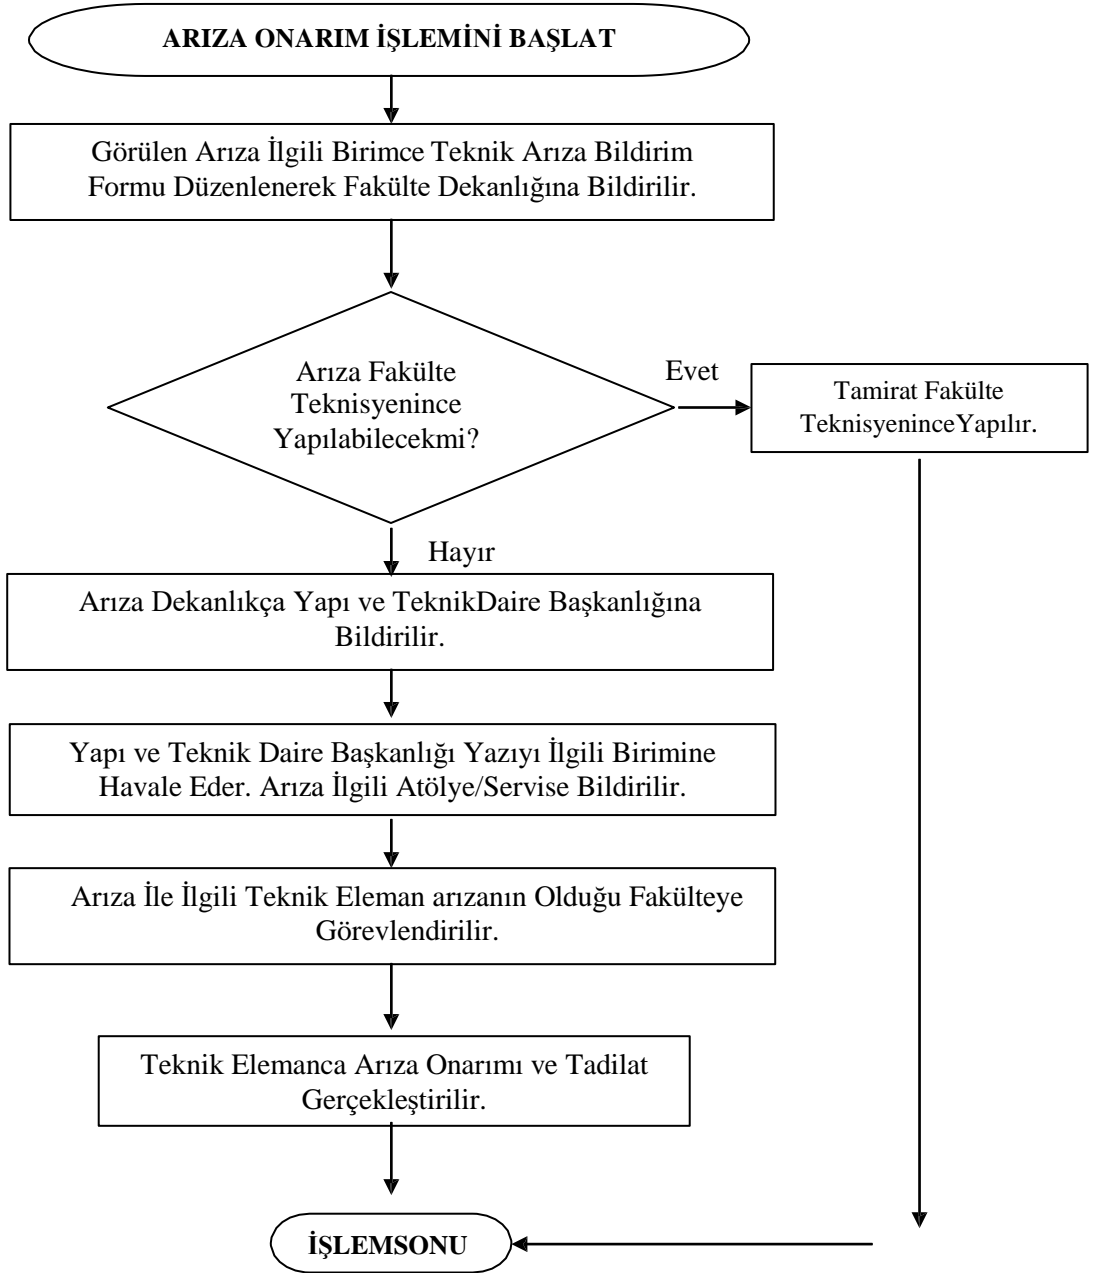 ARIZA ONARIM İŞLEMİNİ BAŞLAT
Görülen Arıza İlgili Birimce Teknik Arıza Bildirim
Formu Düzenlenerek Fakülte Dekanlığına Bildirilir.
Arıza Fakülte
Teknisyenince
Yapılabilecekmi?
Evet
Tamirat Fakülte
TeknisyeninceYapılır.
Hayır
Arıza Dekanlıkça Yapı ve TeknikDaire Başkanlığına
Bildirilir.
Yapı ve Teknik Daire Başkanlığı Yazıyı İlgili Birimine
Havale Eder. Arıza İlgili Atölye/Servise Bildirilir.
Arıza İle İlgili Teknik Eleman arızanın Olduğu Fakülteye
Görevlendirilir.
Teknik Elemanca Arıza Onarımı ve Tadilat
Gerçekleştirilir.
İŞLEMSONU